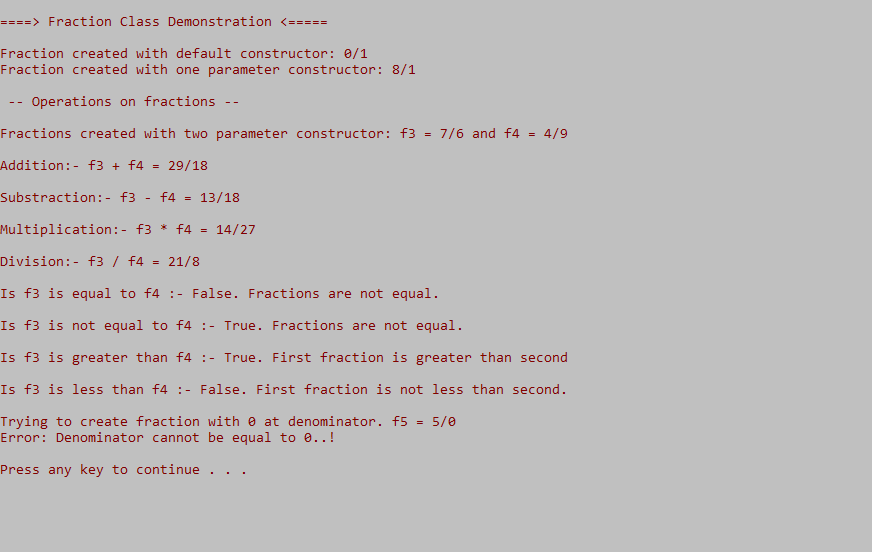 ====> Fraction Class Demonstration <=====
Fraction created with default constructor: 0/1
Fraction created with one parameter constructor: 8/1
-- Operations on fractions --
Fractions created with two parameter constructor: f3 = 7/6 and f4 = 4/9
Addition:- f3 + f4 = 29/18
Substraction:- f3 - f4 = 13/18
Multiplication:- f3 * f4 = 14/27
Division:- f3 / f4 = 21/8
Is f3 is equal to f4 :- False. Fractions are not equal.
Is f3 is not equal to f4 :- True. Fractions are not equal.
Is f3 is greater than f4 :- True. First fraction is greater than second
Is f3 is less than f4 :- False. First fraction is not less than second.
Trying to create fraction with 0 at denominator. f5 = 5/0
Error: Denominator cannot be equal to 0..!
Press any key to continue . . .